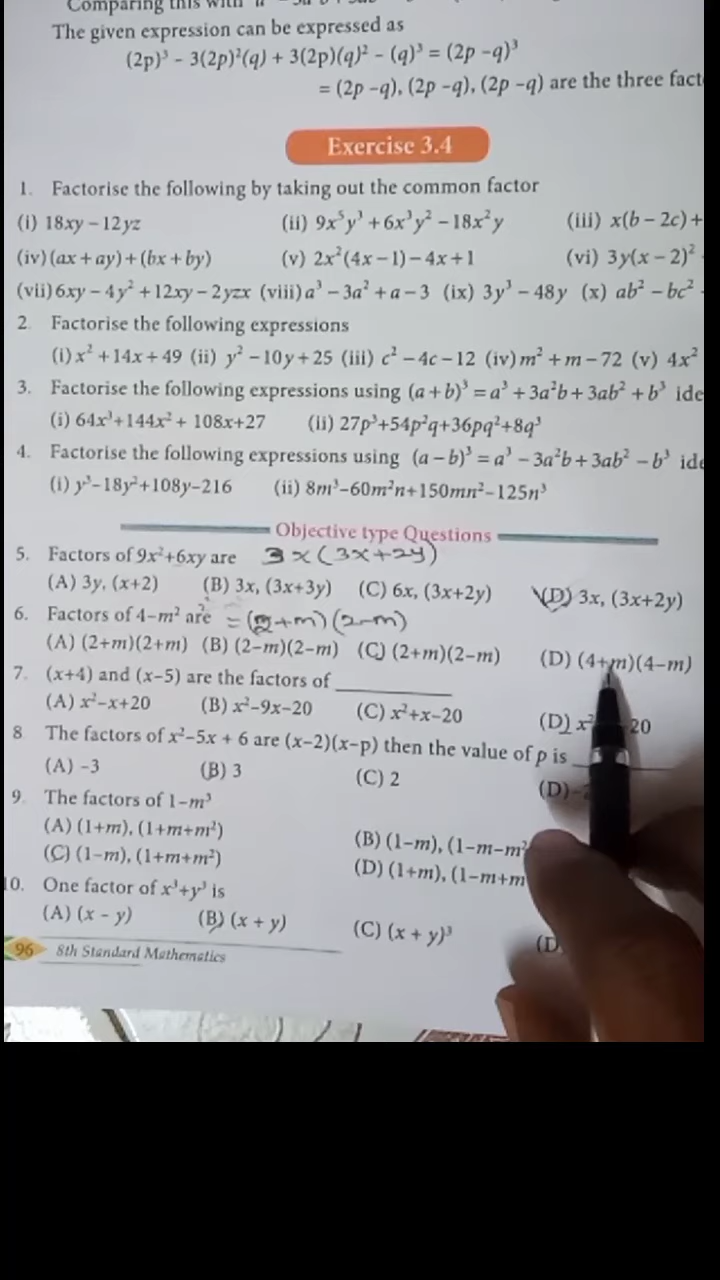 Comparing this with
The given expression can be expressed as
(2p)³ − 3(2p)²(q) + 3(2p)(q)² − (q)³ = (2p −q)³
= (2p −q), (2p −q), (2p −q) are the three fact
Exercise 3.4
1. Factorise the following by taking out the common factor
(i) 18xy − 12yz (ii) 9x⁵y³ + 6x³y² − 18x²y (iii) x(b − 2c) +
(iv) (ax + ay) + (bx + by) (v) 2x²(4x − 1) − 4x + 1 (vi) 3y(x − 2)²
(vii) 6xy − 4y² + 12xy − 2yzx (viii) a³ − 3a² + a − 3 (ix) 3y³ − 48y (x) ab² − bc²
2. Factorise the following expressions
(i) x² + 14x + 49 (ii) y² − 10y + 25 (iii) c² − 4c − 12 (iv) m² + m − 72 (v) 4x²
3. Factorise the following expressions using (a + b)³ = a³ + 3a²b + 3ab² + b³ ide
(i) 64x³+144x² + 108x+27 (ii) 27p³+54p²q+36pq²+8q³
4. Factorise the following expressions using (a − b)³ = a³ − 3a²b + 3ab² − b³ ide
(i) y³−18y²+108y−216 (ii) 8m³−60m²n+150mn²−125n³
Objective type Questions
5. Factors of 9x²+6xy are 3x(3x+2y)
(A) 3y, (x+2) (B) 3x, (3x+3y) (C) 6x, (3x+2y) (D) 3x, (3x+2y)
6. Factors of 4−m² are = (2+m)(2−m)
(A) (2+m)(2+m) (B) (2−m)(2−m) (C) (2+m)(2−m) (D) (4+m)(4−m)
7. (x+4) and (x−5) are the factors of
(A) x²−x+20 (B) x²−9x−20 (C) x²+x−20 (D) x² 20
8 The factors of x²−5x + 6 are (x−2)(x−p) then the value of p is
(A) −3 (B) 3 (C) 2 (D)
9. The factors of 1−m³
(A) (1+m), (1+m+m²) (B) (1−m), (1−m−m²
(C) (1−m), (1+m+m²) (D) (1+m), (1−m+m
10. One factor of x³+y³ is
(A) (x − y) (B) (x + y) (C) (x + y)³ (D
96 8th Standard Mathematics